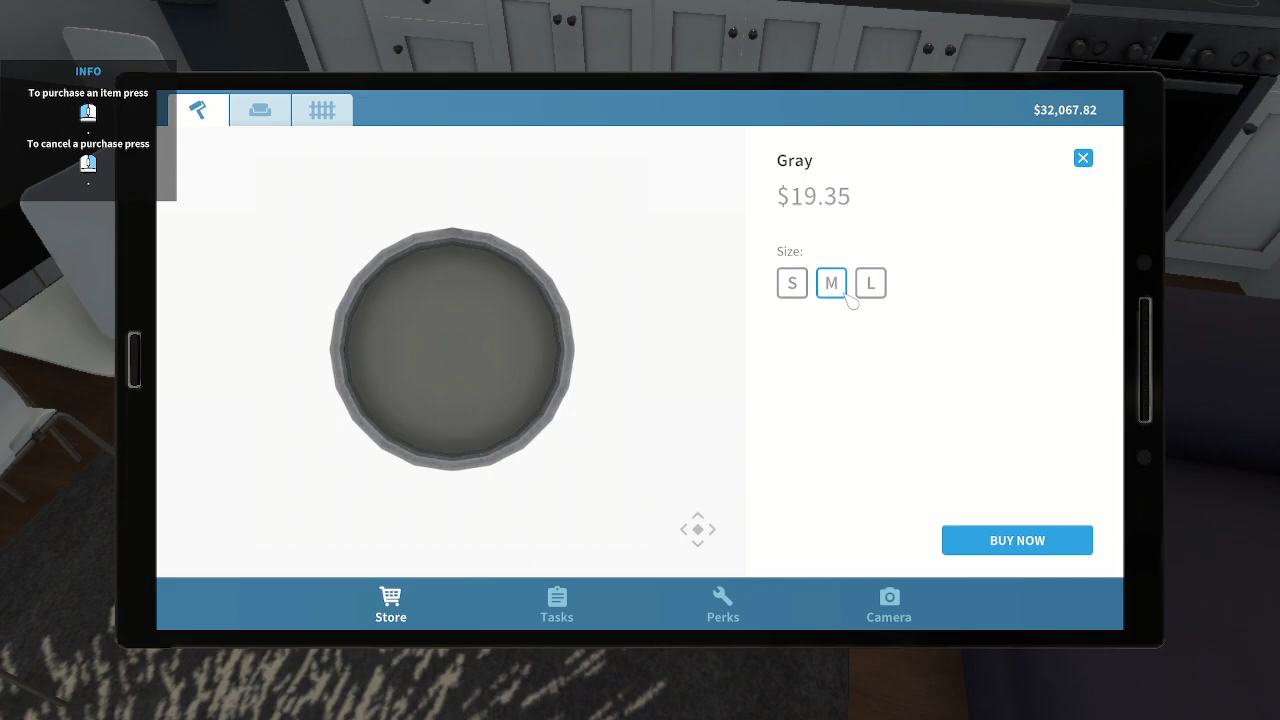 INFO
To purchase an item press
.
To cancel a purchase press
.
$32,067.82
Gray
$19.35
Size:
S M L
BUY NOW
Store Tasks Perks Camera